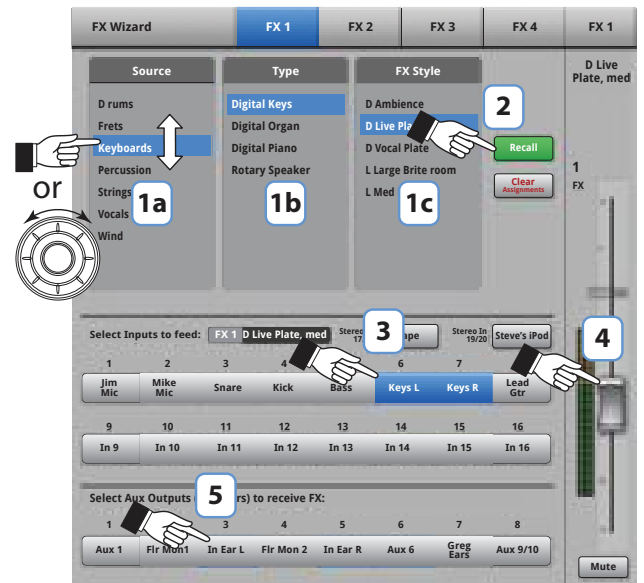 FX Wizard FX 1 FX 2 FX 3 FX 4 FX 1
Source Type FX Style
D Live
Plate, med
D rums
Frets
Keyboards
Percussion
Strings
Vocals
Wind
Digital Keys
Digital Organ
Digital Piano
Rotary Speaker
D Ambience
D Live
D Vocal Plate
L Large Brite room
L Med
2
Recall
Clear
Assignments
or
1a
1b
1c
1
FX
Select Inputs to feed: FX 1 D Live Plate, med
Stereo
17
3
Stereo In
19/20
Steve's iPod
4
1 2 3 4 6 7
Jim
Mic
Mike
Mic
Snare
Kick
Bass
Keys L
Keys R
Lead
Gtr
9 10 11 12 13 14 15 16
In 9 In 10 In 11 In 12 In 13 In 14 In 15 In 16
Select Aux Outputs to receive FX:
5
1 3 4 5 6 7 8
Aux 1
Flr Mon1
In Ear L
Flr Mon 2
In Ear R
Aux 6
Greg
Ears
Aux 9/10
Mute